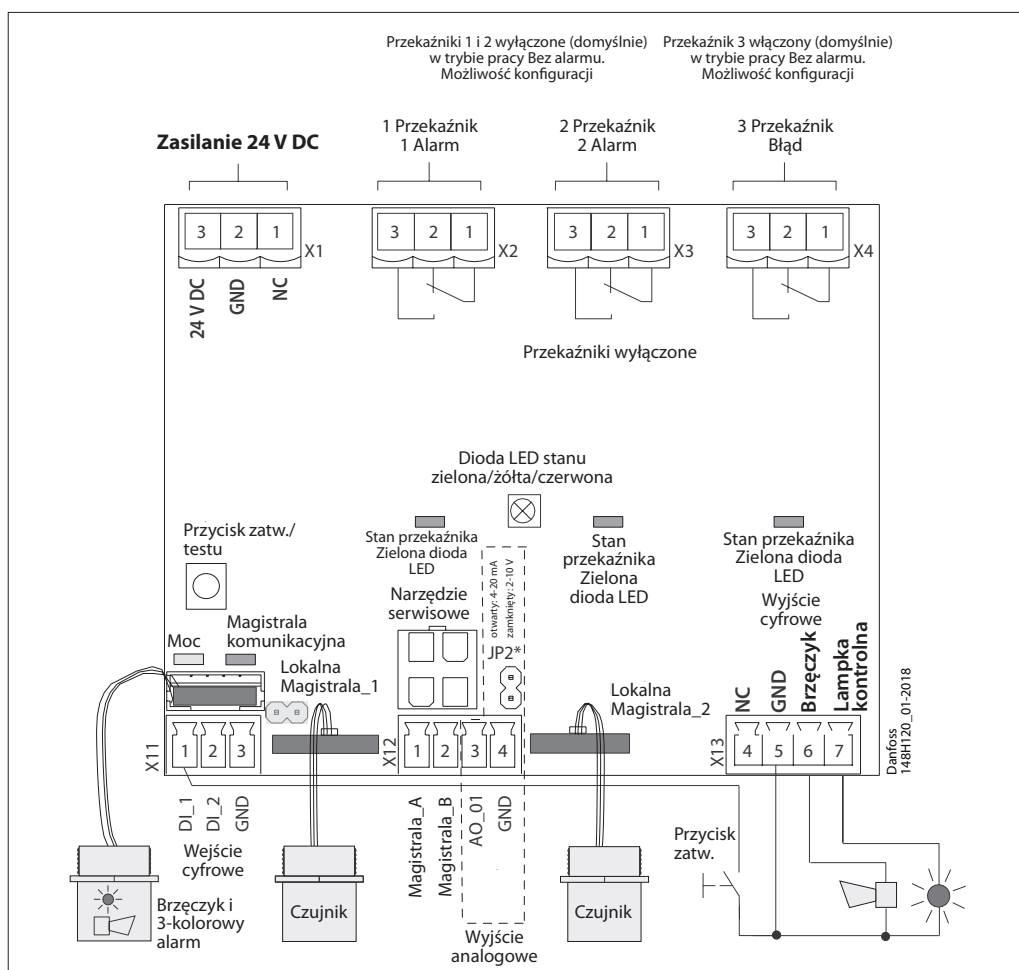 Przekaźniki 1 i 2 wyłączone (domyślnie)
w trybie pracy Bez alarmu.
Możliwość konfiguracji
Przekaźnik 3 włączony (domyślnie)
w trybie pracy Bez alarmu.
Możliwość konfiguracji
Zasilanie 24 V DC
1 Przekaźnik
1 Alarm
2 Przekaźnik
2 Alarm
3 Przekaźnik
Błąd
3 2 1
X1
3 2 1
X2
3 2 1
X3
3 2 1
X4
24 V DC
GND
NC
Przekaźniki wyłączone
Dioda LED stanu
zielona/żółta/czerwona
Przycisk zatw./
testu
Stan przekaźnika
Zielona dioda
LED
Stan
przekaźnika
Zielona
dioda LED
Stan przekaźnika
Zielona dioda
LED
Narzędzie
serwisowe
otwarty: 4-20 mA
zamknięty: 2-10 V
JP2*
Wyjście
cyfrowe
Moc
Magistrala
komunikacyjna
Lokalna
Magistrala_1
Lokalna
Magistrala_2
NC
GND
Brzęczyk
Lampka
kontrolna
X11
1 2 3
X12
1 2 3 4
X13
4 5 6 7
Danfoss
148H120_01-2018
DI_1
DI_2
GND
Wejście
cyfrowe
Magistrala_A
Magistrala_B
AO_01
GND
Wyjście
analogowe
Przycisk
zatw.
Brzęczyk i
3-kolorowy
alarm
Czujnik
Czujnik